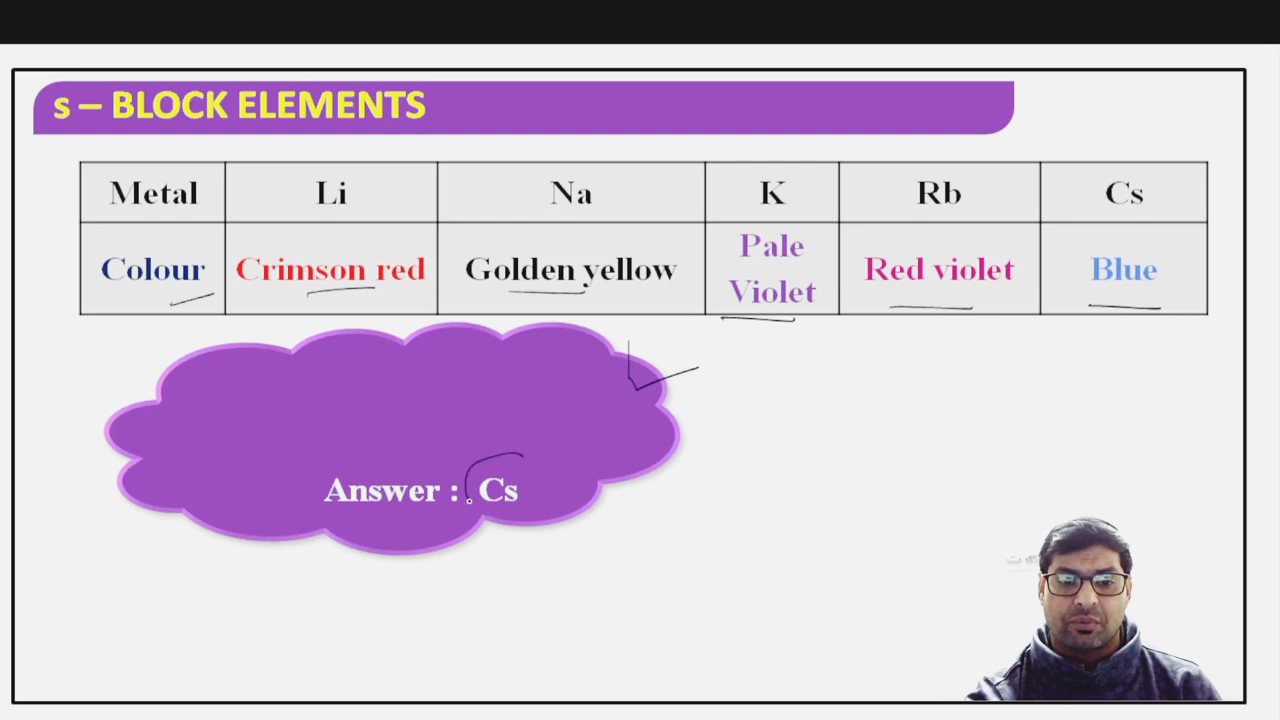 s – BLOCK ELEMENTS
Metal Li Na K Rb Cs
Colour Crimson red Golden yellow Pale Violet Red violet Blue
Answer : Cs